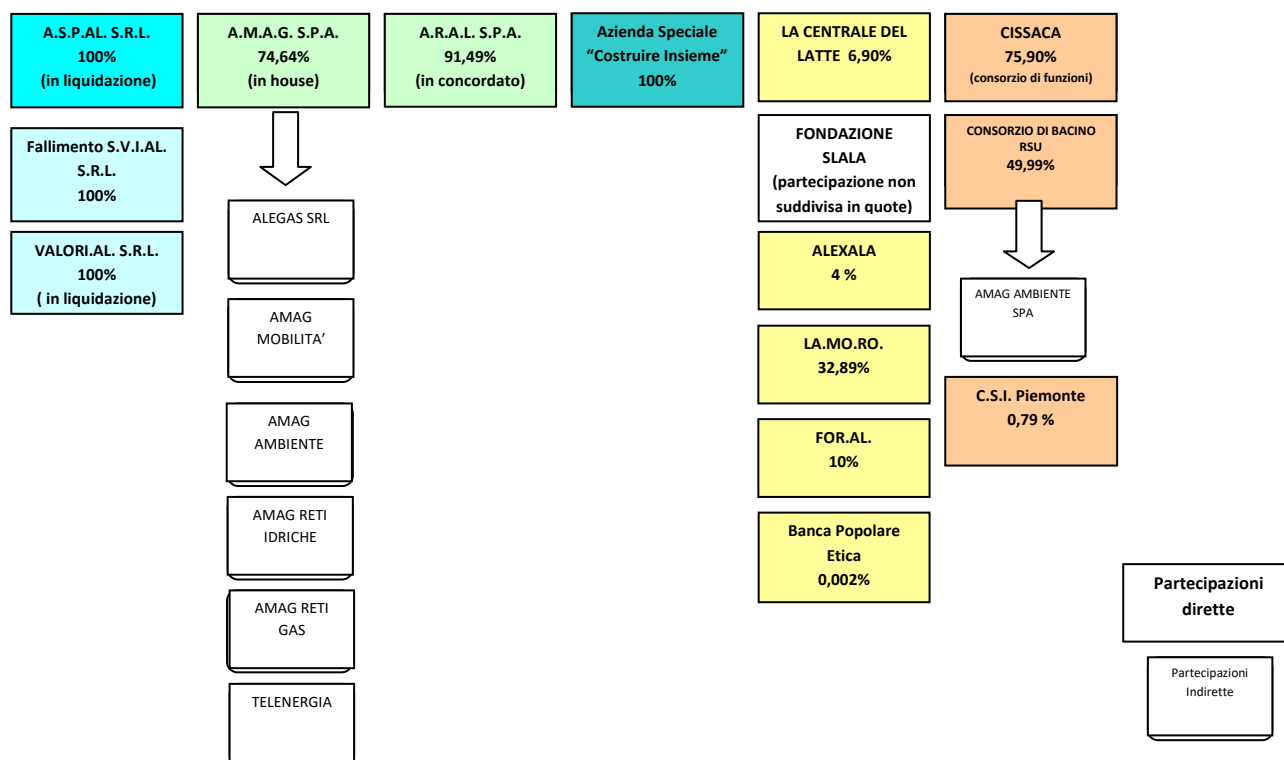 A.S.P.AL. S.R.L.
100%
(in liquidazione)
A.M.A.G. S.P.A.
74,64%
(in house)
A.R.A.L. S.P.A.
91,49%
(in concordato)
Azienda Speciale
“Costruire Insieme”
100%
LA CENTRALE DEL
LATTE 6,90%
CISSACA
75,90%
(consorzio di funzioni)
Fallimento S.V.I.AL.
S.R.L.
100%
VALORI.AL. S.R.L.
100%
( in liquidazione)
ALEGAS SRL
AMAG
MOBILITA’
AMAG
AMBIENTE
AMAG RETI
IDRICHE
AMAG RETI
GAS
TELENERGIA
FONDAZIONE
SLALA
(partecipazione non
suddivisa in quote)
ALEXALA
4 %
LA.MO.RO.
32,89%
FOR.AL.
10%
Banca Popolare
Etica
0,002%
CONSORZIO DI BACINO
RSU
49,99%
AMAG AMBIENTE
SPA
C.S.I. Piemonte
0,79 %
Partecipazioni
dirette
Partecipazioni
Indirette